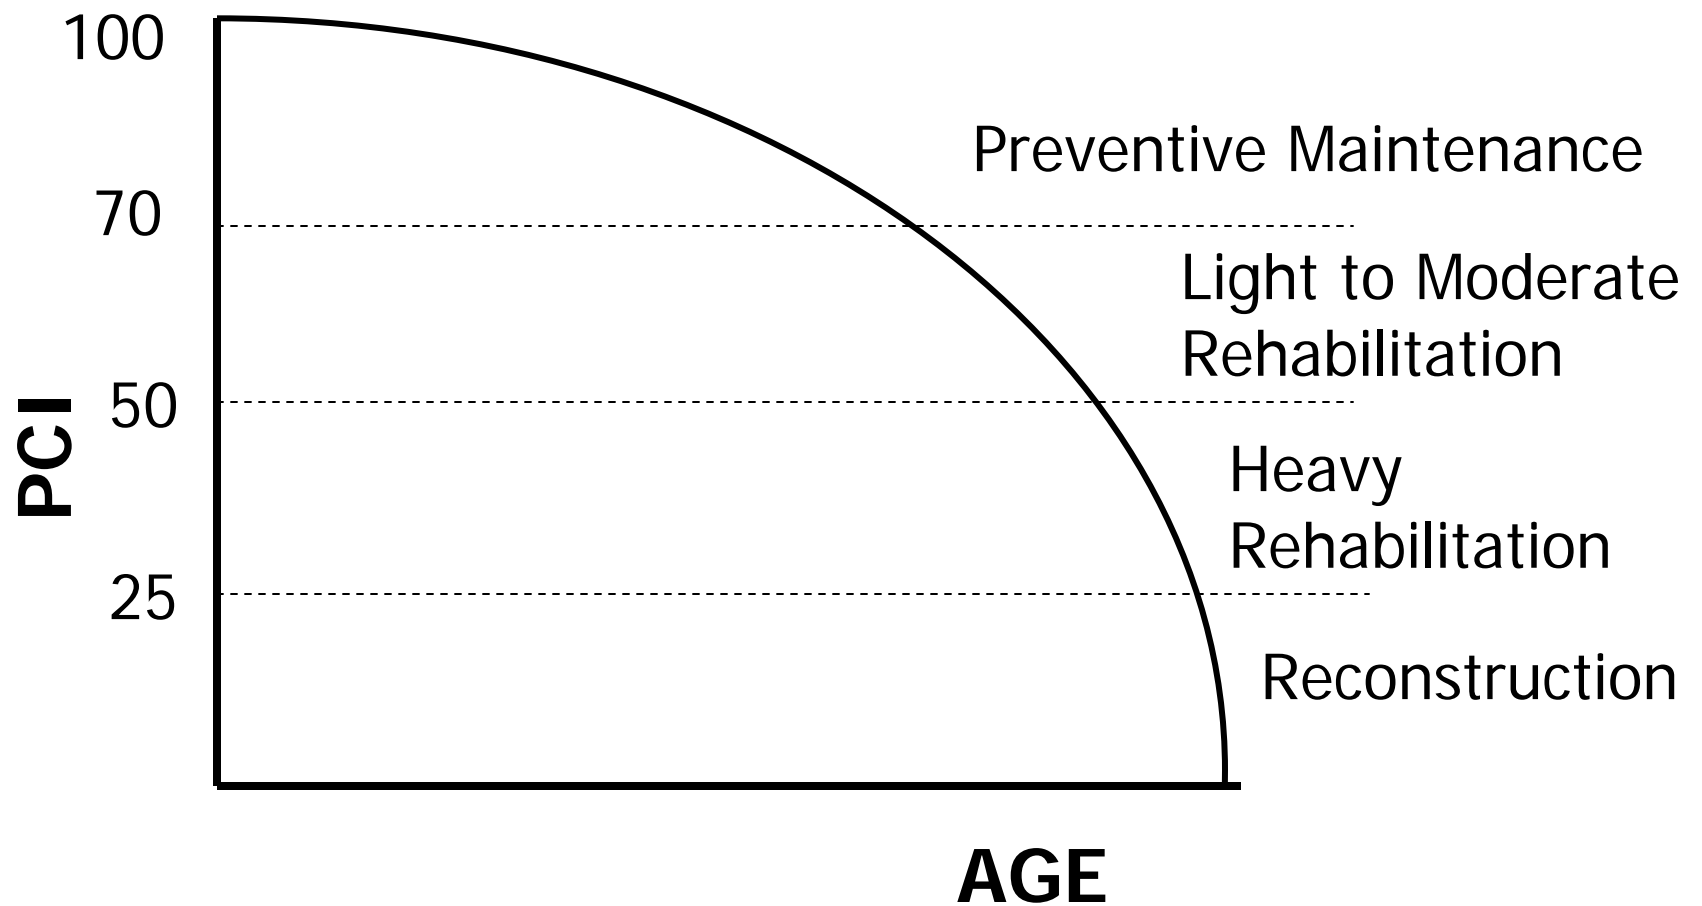 100
Preventive Maintenance
70
Light to Moderate
Rehabilitation
50
PCI
Heavy
Rehabilitation
25
Reconstruction
AGE